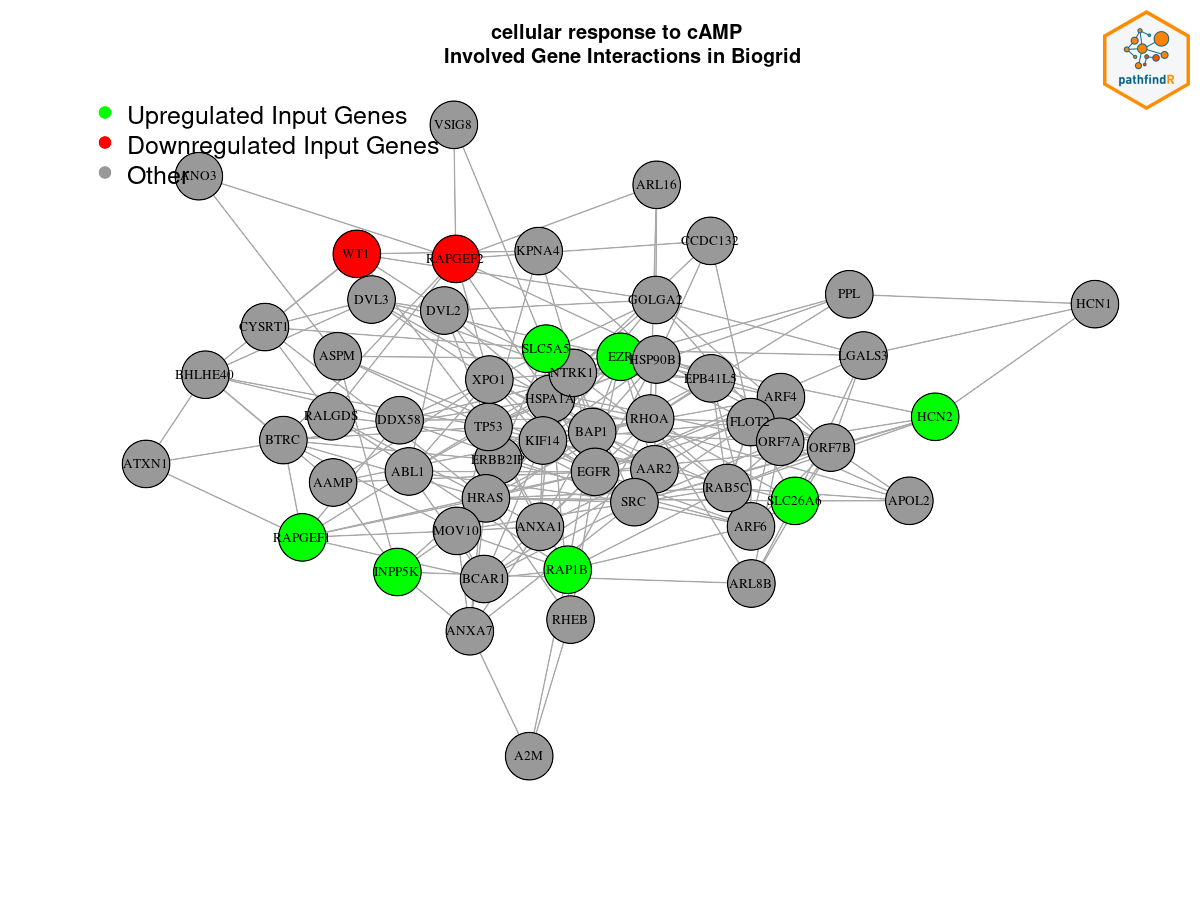 cellular response to cAMP
Involved Gene Interactions in Biogrid
pathfindR
Upregulated Input Genes
Downregulated Input Genes
Other
VSIG8
ANO3
ARL16
CCDC132
WT1
RAPGEF2
KPNA4
PPL
HCN1
DVL3
DVL2
GOLGA2
CYSRT1
SLC5A5
EZR
HSP90B1
LGALS3
ASPM
BHLHE40
XPO1
NTRK1
EPB41L5
HSPA1A
ARF4
RALGDS
DDX58
RHOA
FLOT2
HCN2
TP53
BAP1
BTRC
KIF14
ORF7A
ORF7B
ATXN1
ERBB2IP
ABL1
EGFR
AAR2
AAMP
RAB5C
HRAS
SRC
SLC26A6
APOL2
MOV10
ANXA1
ARF6
RAPGEF1
INPP5K
BCAR1
RAP1B
ARL8B
RHEB
ANXA7
A2M